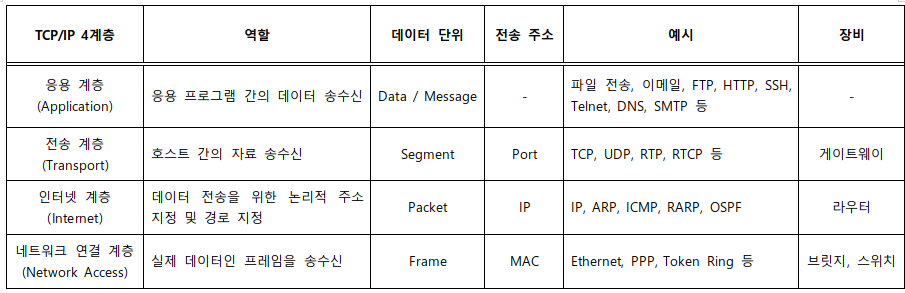 TCP/IP 4계층 역할 데이터 단위 전송 주소 예시 장비
응용 계층
(Application)
응용 프로그램 간의 데이터 송수신
Data / Message
-
파일 전송, 이메일, FTP, HTTP, SSH,
Telnet, DNS, SMTP 등
-
전송 계층
(Transport)
호스트 간의 자료 송수신
Segment
Port
TCP, UDP, RTP, RTCP 등
게이트웨이
인터넷 계층
(Internet)
데이터 전송을 위한 논리적 주소
지정 및 경로 지정
Packet
IP
IP, ARP, ICMP, RARP, OSPF
라우터
네트워크 연결 계층
(Network Access)
실제 데이터인 프레임을 송수신
Frame
MAC
Ethernet, PPP, Token Ring 등
브릿지, 스위치